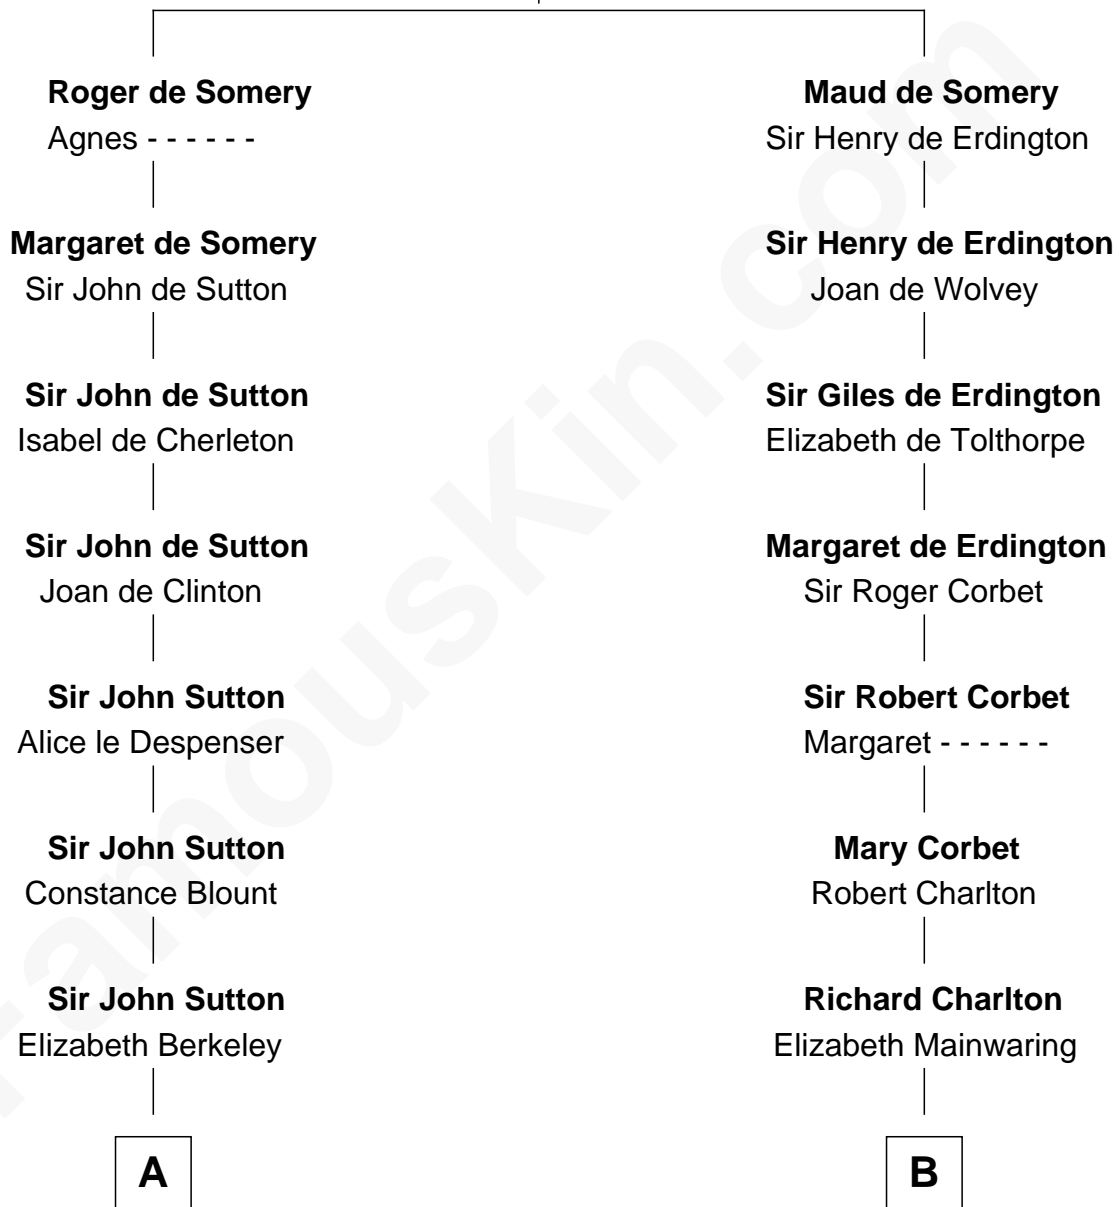 Roger de Somery
Agnes - - - - - -
Margaret de Somery
Sir John de Sutton
Sir John de Sutton
Isabel de Cherleton
Sir John de Sutton
Joan de Clinton
Sir John Sutton
Alice le Despenser
Sir John Sutton
Constance Blount
Sir John Sutton
Elizabeth Berkeley
A
Maud de Somery
Sir Henry de Erdington
Sir Henry de Erdington
Joan de Wolvey
Sir Giles de Erdington
Elizabeth de Tolthorpe
Margaret de Erdington
Sir Roger Corbet
Sir Robert Corbet
Margaret - - - - - -
Mary Corbet
Robert Charlton
Richard Charlton
Elizabeth Mainwaring
B
FamousKin.com